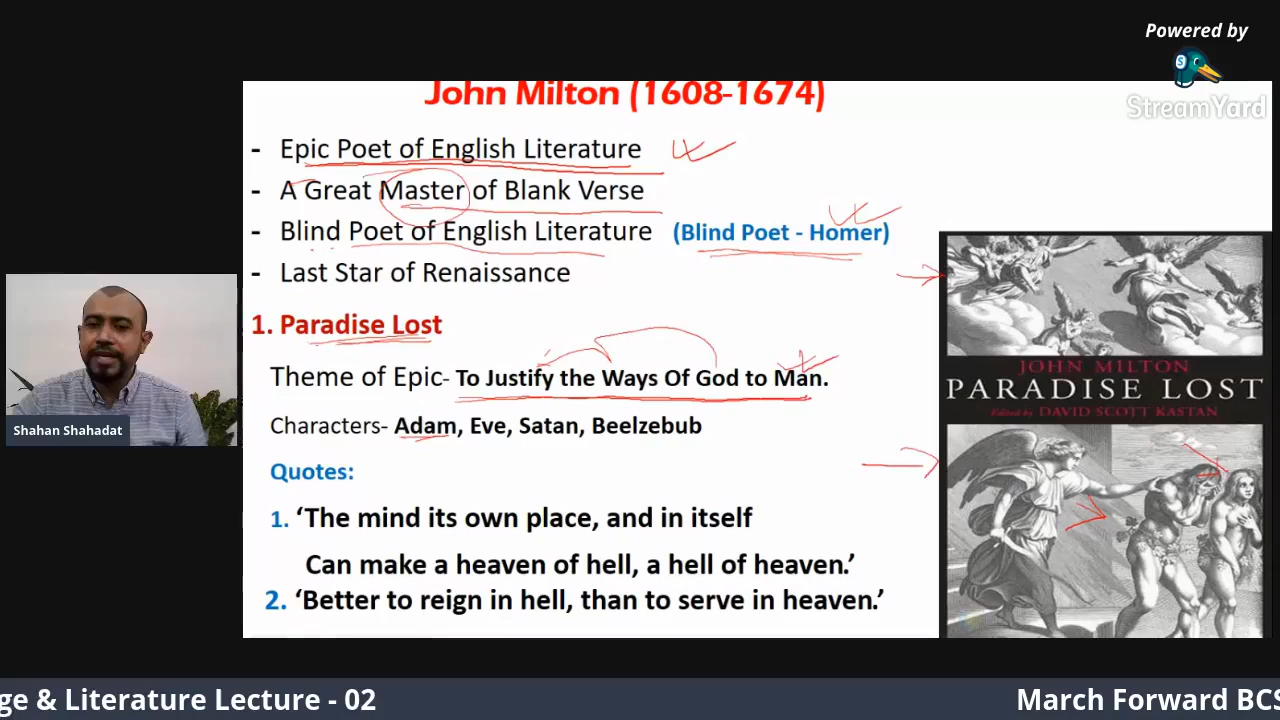 Powered by
StreamYard
John Milton (1608-1674)
- Epic Poet of English Literature
- A Great Master of Blank Verse
- Blind Poet of English Literature (Blind Poet - Homer)
- Last Star of Renaissance
1. Paradise Lost
Theme of Epic- To Justify the Ways Of God to Man.
Characters- Adam, Eve, Satan, Beelzebub
Quotes:
1. ‘The mind its own place, and in itself
Can make a heaven of hell, a hell of heaven.’
2. ‘Better to reign in hell, than to serve in heaven.’
JOHN MILTON
PARADISE LOST
Edited by DAVID SCOTT KASTAN
Shahan Shahadat
ge & Literature Lecture - 02 March Forward BCS